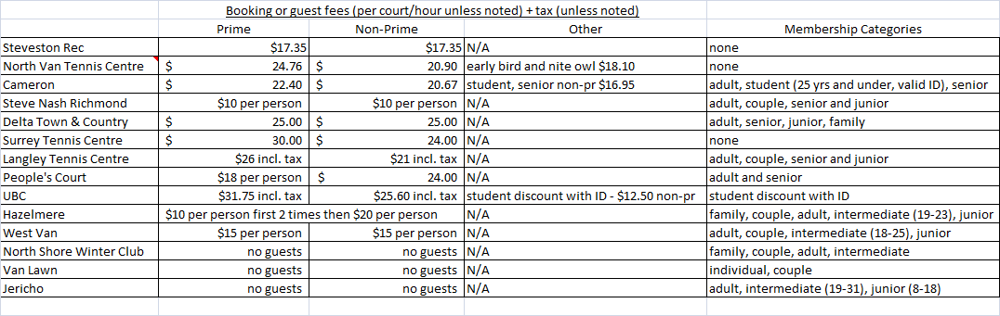 Booking or guest fees (per court/hour unless noted) + tax (unless noted)
Prime Non-Prime Other Membership Categories
Steveston Rec $17.35 $17.35 N/A none
North Van Tennis Centre $ 24.76 $ 20.90 early bird and nite owl $18.10 none
Cameron $ 22.40 $ 20.67 student, senior non-pr $16.95 adult, student (25 yrs and under, valid ID), senior
Steve Nash Richmond $10 per person $10 per person N/A adult, couple, senior and junior
Delta Town & Country $ 25.00 $ 25.00 N/A adult, senior, junior, family
Surrey Tennis Centre $ 30.00 $ 24.00 N/A none
Langley Tennis Centre $26 incl. tax $21 incl. tax N/A adult, couple, senior and junior
People's Court $18 per person $ 24.00 N/A adult and senior
UBC $31.75 incl. tax $25.60 incl. tax student discount with ID - $12.50 non-pr student discount with ID
Hazelmere $10 per person first 2 times then $20 per person N/A family, couple, adult, intermediate (19-23), junior
West Van $15 per person $15 per person N/A adult, couple, intermediate (18-25), junior
North Shore Winter Club no guests no guests N/A family, couple, adult, intermediate
Van Lawn no guests no guests N/A individual, couple
Jericho no guests no guests N/A adult, intermediate (19-31), junior (8-18)